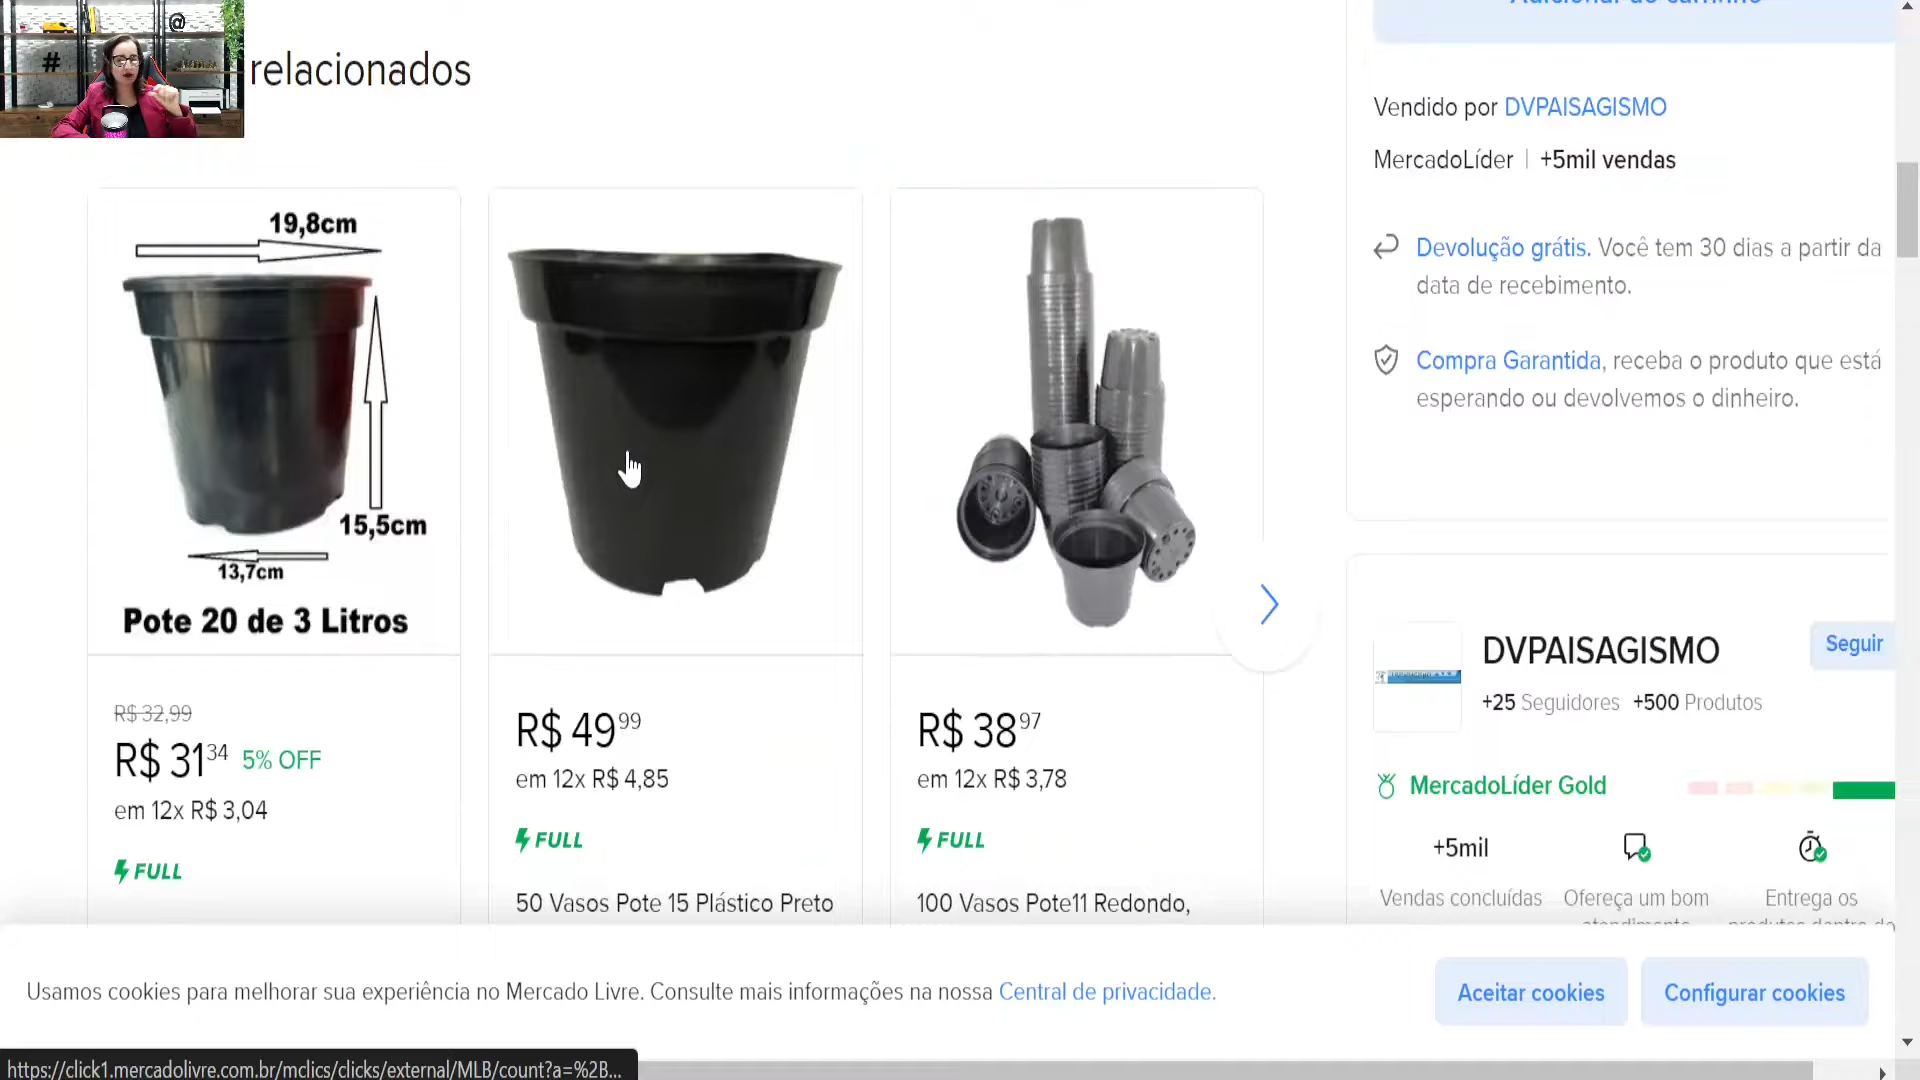 @
#
relacionados
19,8cm
15,5cm
13,7cm
Pote 20 de 3 Litros
R$ 32,99
R$ 31 34 5% OFF
em 12x R$ 3,04
FULL
R$ 49 99
em 12x R$ 4,85
FULL
50 Vasos Pote 15 Plástico Preto
R$ 38 97
em 12x R$ 3,78
FULL
100 Vasos Pote11 Redondo,
Vendido por DVPAISAGISMO
MercadoLíder | +5mil vendas
Devolução grátis. Você tem 30 dias a partir da
data de recebimento.
Compra Garantida, receba o produto que está
esperando ou devolvemos o dinheiro.
DVPAISAGISMO
Seguir
+25 Seguidores +500 Produtos
MercadoLíder Gold
+5mil
Vendas concluídas
Ofereça um bom
Entrega os
Usamos cookies para melhorar sua experiência no Mercado Livre. Consulte mais informações na nossa Central de privacidade.
Aceitar cookies
Configurar cookies
https://click1.mercadolivre.com.br/mclics/clicks/external/MLB/count?a=%2B...